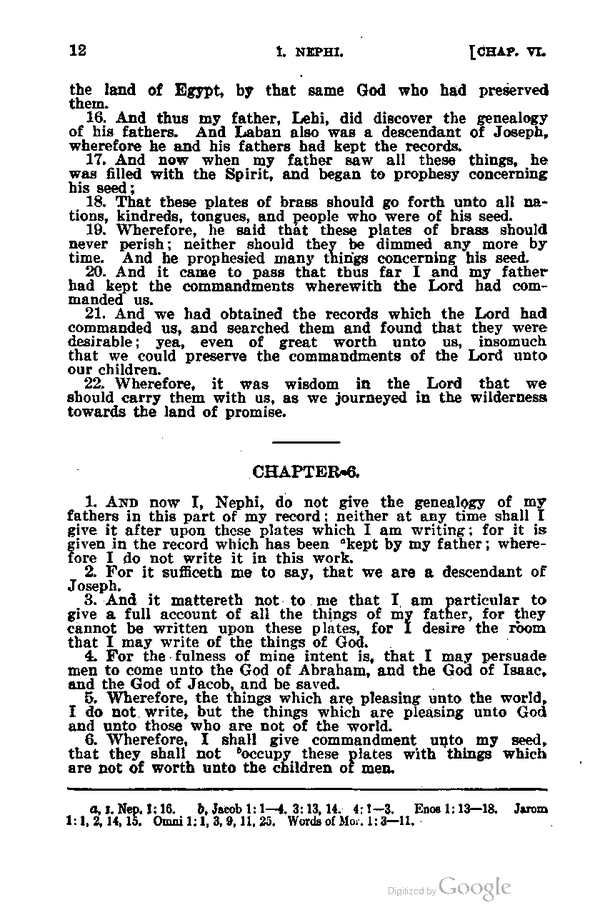 12 1. NEPHI. [CHAP. VI.
the land of Egypt, by that same God who had preserved
them.
16. And thus my father, Lehi, did discover the genealogy
of his fathers. And Laban also was a descendant of Joseph,
wherefore he and his fathers had kept the records.
17. And now when my father saw all these things, he
was filled with the Spirit, and began to prophesy concerning
his seed;
18. That these plates of brass should go forth unto all na-
tions, kindreds, tongues, and people who were of his seed.
19. Wherefore, he said that these plates of brass should
never perish; neither should they be dimmed any more by
time. And he prophesied many things concerning his seed.
20. And it came to pass that thus far I and my father
had kept the commandments wherewith the Lord had com-
manded us.
21. And we had obtained the records which the Lord had
commanded us, and searched them and found that they were
desirable; yea, even of great worth unto us, insomuch
that we could preserve the commandments of the Lord unto
our children.
22. Wherefore, it was wisdom in the Lord that we
should carry them with us, as we journeyed in the wilderness
towards the land of promise.
CHAPTER 6.
1. AND now I, Nephi, do not give the genealogy of my
fathers in this part of my record; neither at any time shall I
give it after upon these plates which I am writing; for it is
given in the record which has been ᵃkept by my father; where-
fore I do not write it in this work.
2. For it sufficeth me to say, that we are a descendant of
Joseph.
3. And it mattereth not to me that I am particular to
give a full account of all the things of my father, for they
cannot be written upon these plates, for I desire the room
that I may write of the things of God.
4. For the fulness of mine intent is, that I may persuade
men to come unto the God of Abraham, and the God of Isaac,
and the God of Jacob, and be saved.
5. Wherefore, the things which are pleasing unto the world,
I do not write, but the things which are pleasing unto God
and unto those who are not of the world.
6. Wherefore, I shall give commandment unto my seed,
that they shall not ᵇoccupy these plates with things which
are not of worth unto the children of men.
a, 1. Nep. 1:16. b, Jacob 1:1—4. 3:13, 14. 4:1—3. Enos 1:13—18. Jarom
1:1, 2, 14, 15. Omni 1:1, 3, 9, 11, 25. Words of Mor. 1:3—11.
Digitized by Google